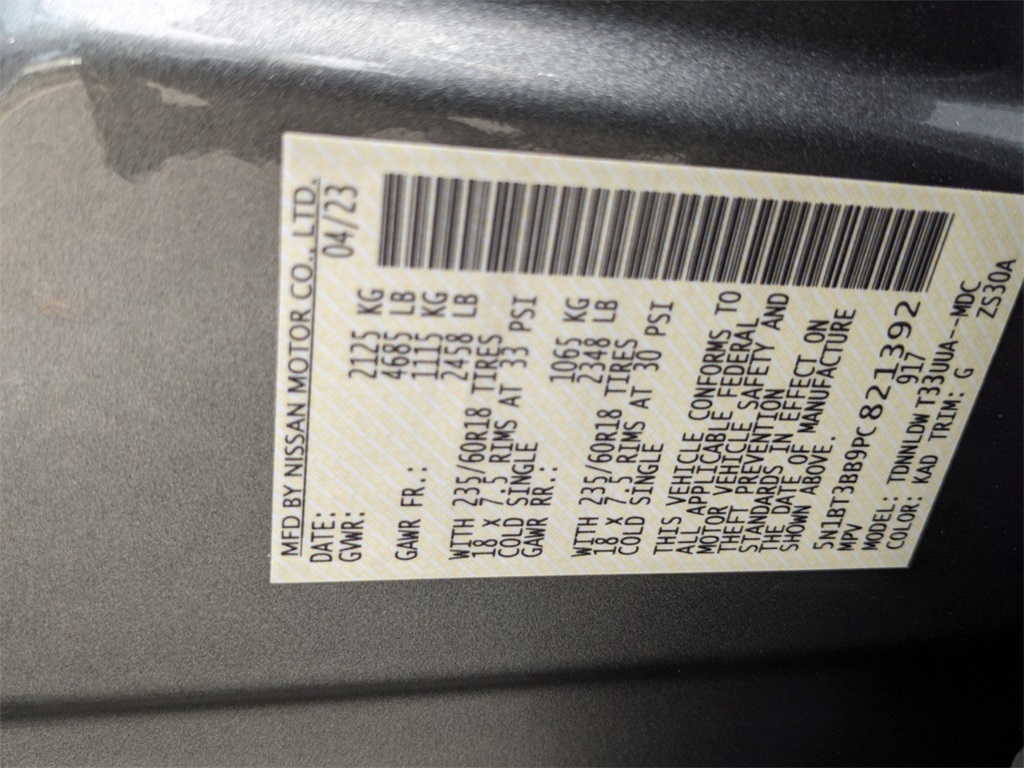 MFD BY NISSAN MOTOR CO., LTD.
DATE: 04/23
GVWR: 2125 KG
4685 LB
GAWR FR.: 1115 KG
2458 LB
WITH 235/60R18 TIRES
18 X 7.5 RIMS AT 33 PSI
COLD SINGLE
GAWR RR.: 1065 KG
2348 LB
WITH 235/60R18 TIRES
18 X 7.5 RIMS AT 30 PSI
COLD SINGLE
THIS VEHICLE CONFORMS TO
ALL APPLICABLE FEDERAL
MOTOR VEHICLE SAFETY AND
THEFT PREVENTION
STANDARDS IN EFFECT ON
THE DATE OF MANUFACTURE
SHOWN ABOVE.
5N1BT3BB9PC821392
MPV 917
MODEL: TDNNLDW T33UUA--MDC
COLOR: KAD TRIM: G ZS30A